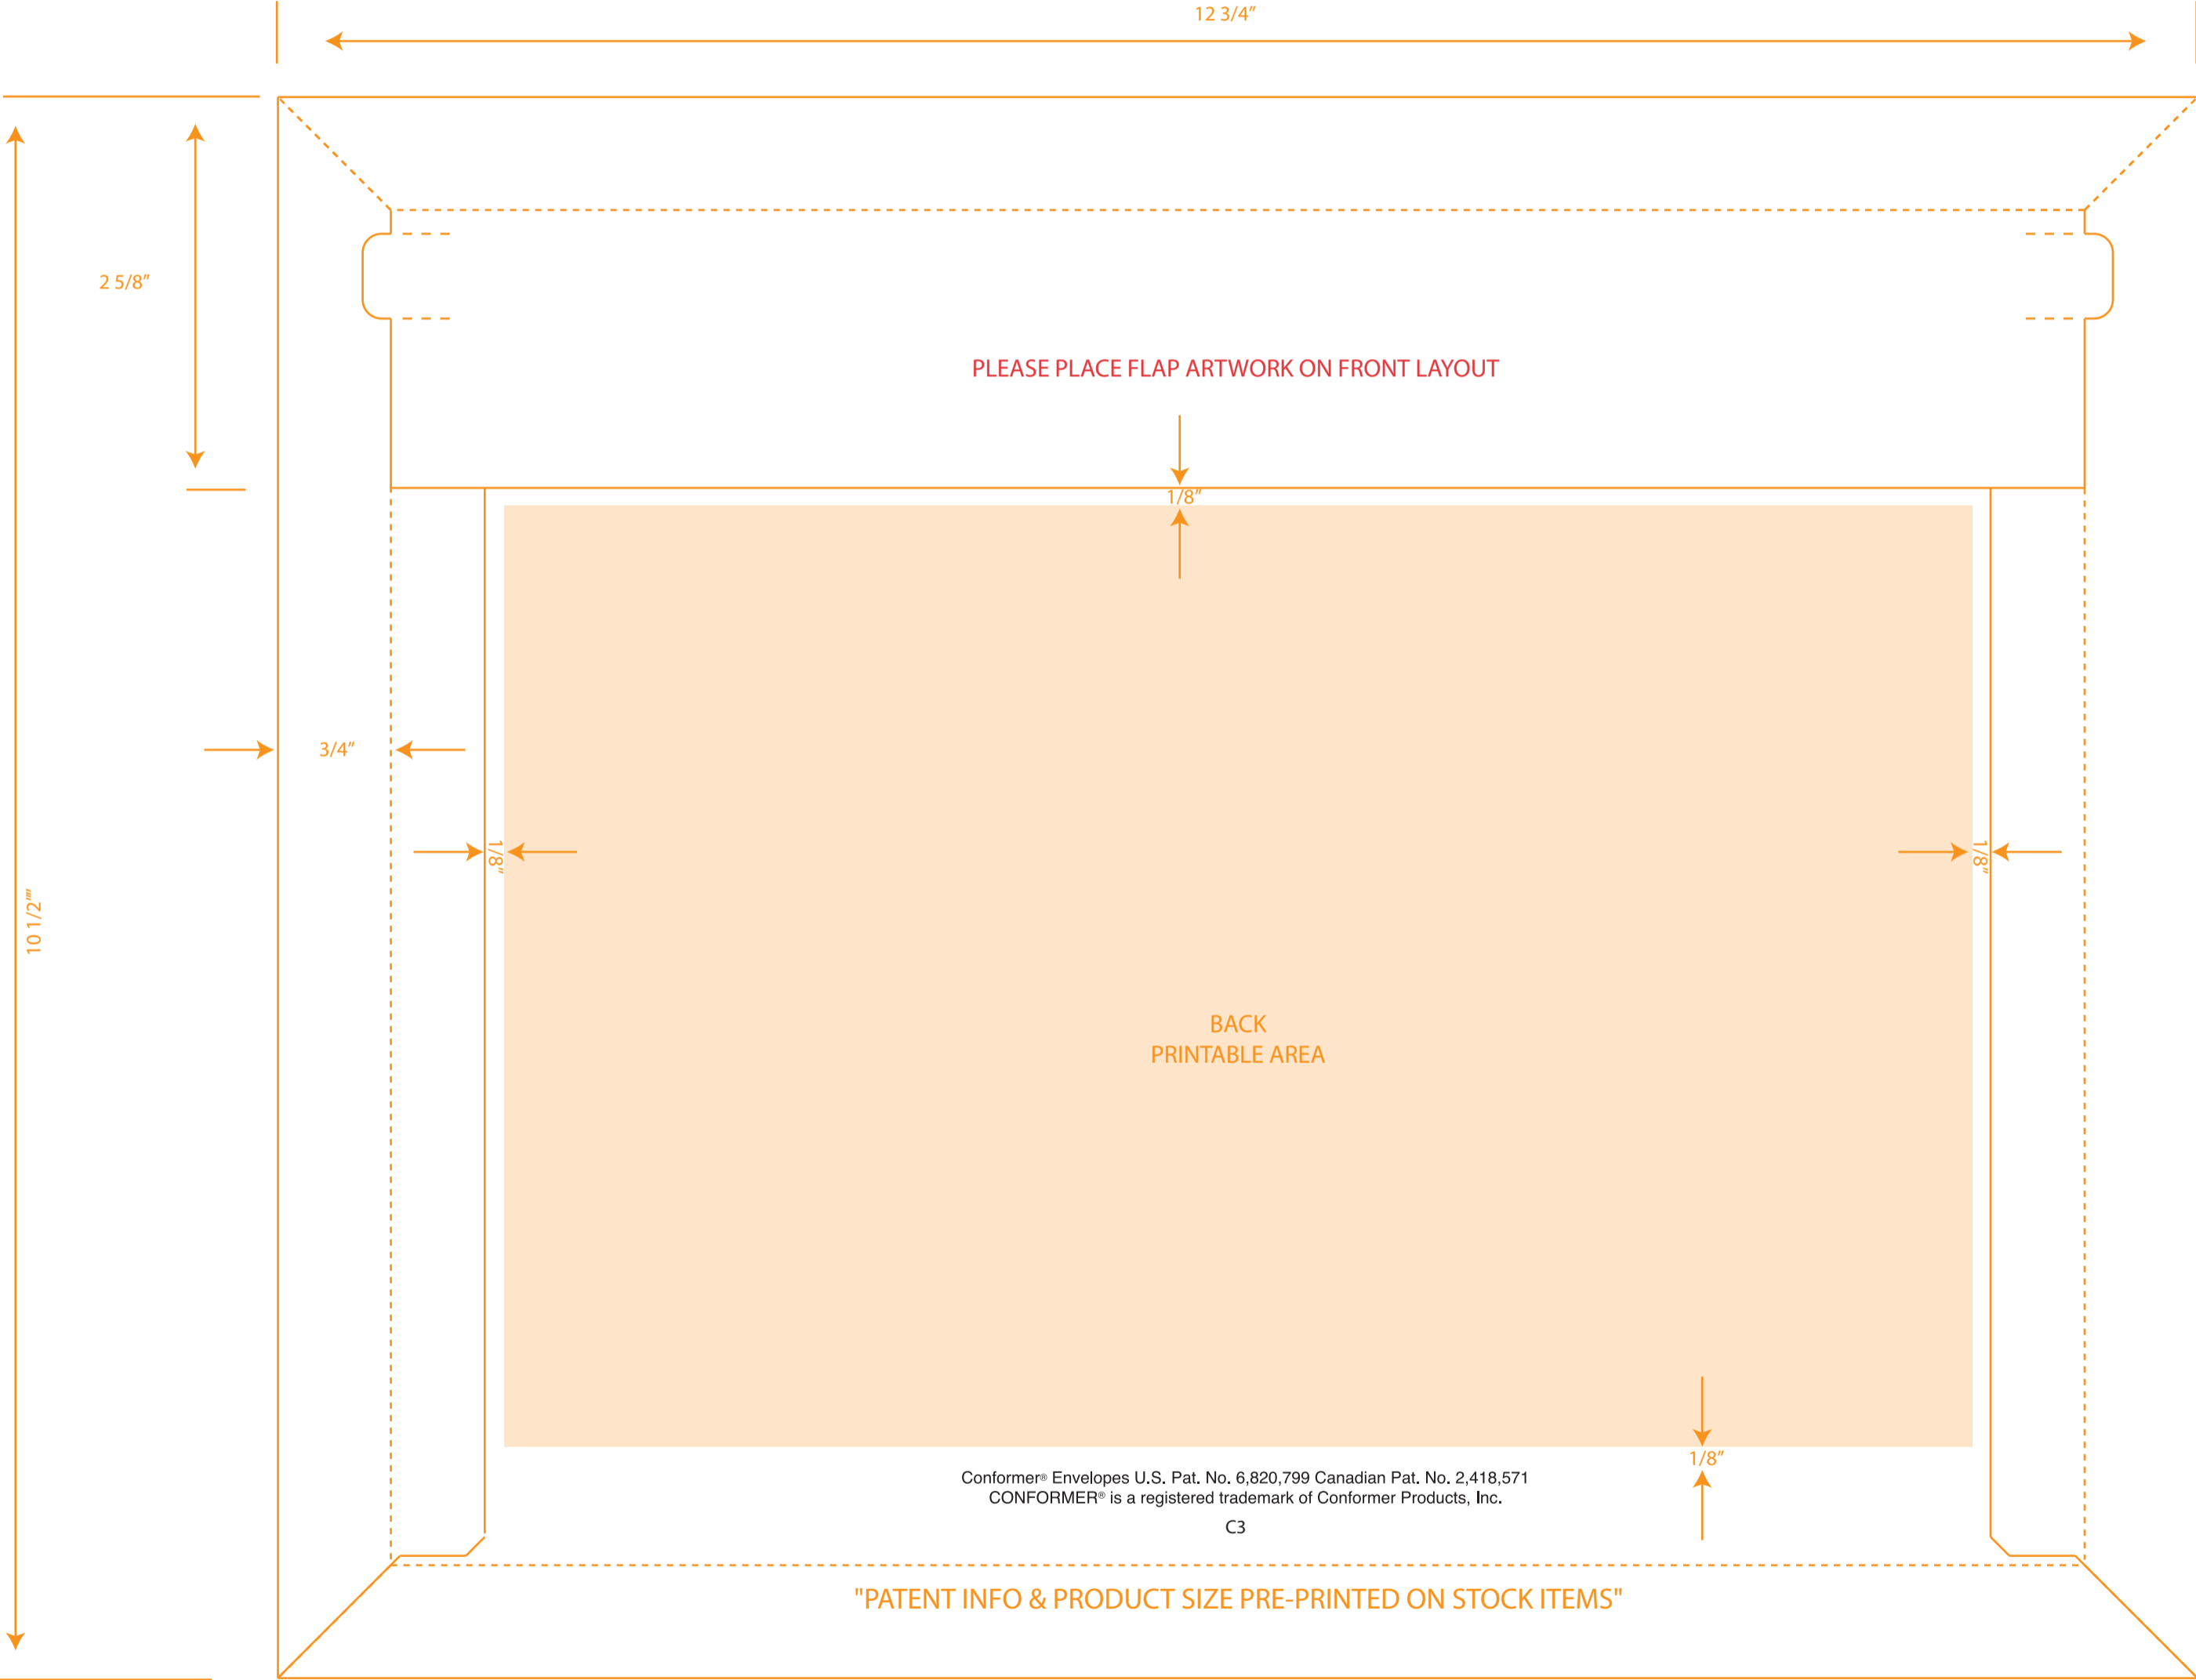 12 3/4"
2 5/8"
PLEASE PLACE FLAP ARTWORK ON FRONT LAYOUT
1/8"
3/4"
1/8"
1/8"
10 1/2"'
BACK
PRINTABLE AREA
1/8"
Conformer® Envelopes U.S. Pat. No. 6,820,799 Canadian Pat. No. 2,418,571
CONFORMER® is a registered trademark of Conformer Products, Inc.
C3
"PATENT INFO & PRODUCT SIZE PRE-PRINTED ON STOCK ITEMS"